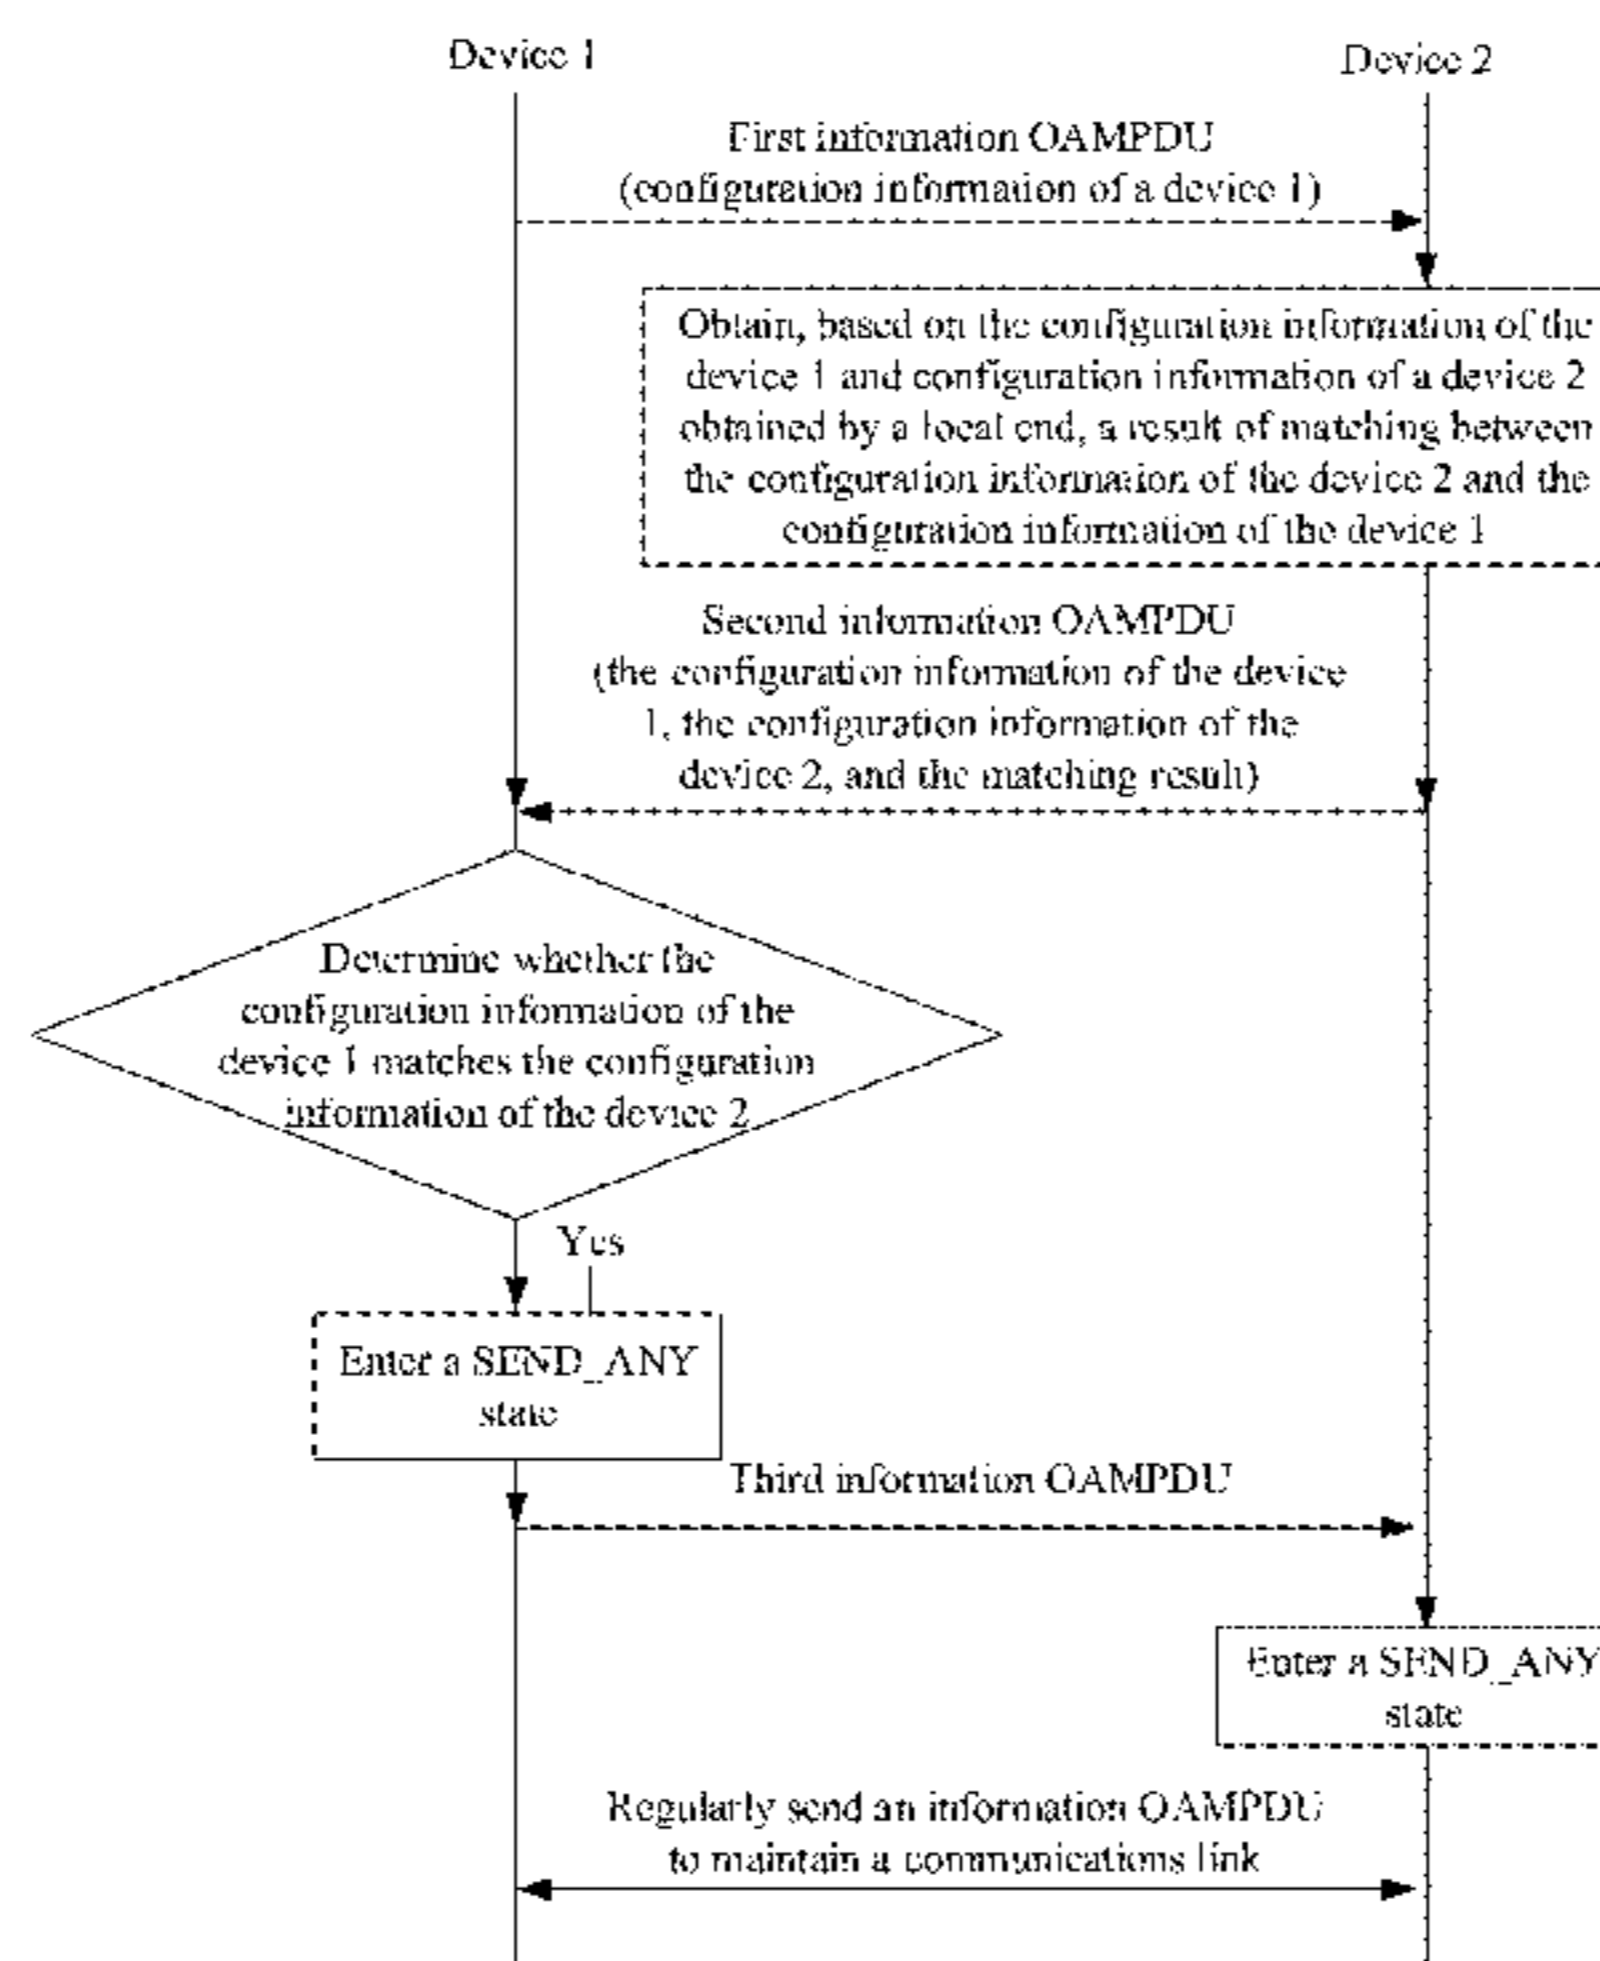 Device 1
Device 2
First information OAMPDU
(configuration information of a device 1)
Obtain, based on the configuration information of the
device 1 and configuration information of a device 2
obtained by a local end, a result of matching between
the configuration information of the device 2 and the
configuration information of the device 1
Second information OAMPDU
(the configuration information of the device
1, the configuration information of the
device 2, and the matching result)
Determine whether the
configuration information of the
device 1 matches the configuration
information of the device 2
Yes
Enter a SEND_ANY
state
Third information OAMPDU
Enter a SEND_ANY
state
Regularly send an information OAMPDU
to maintain a communications link